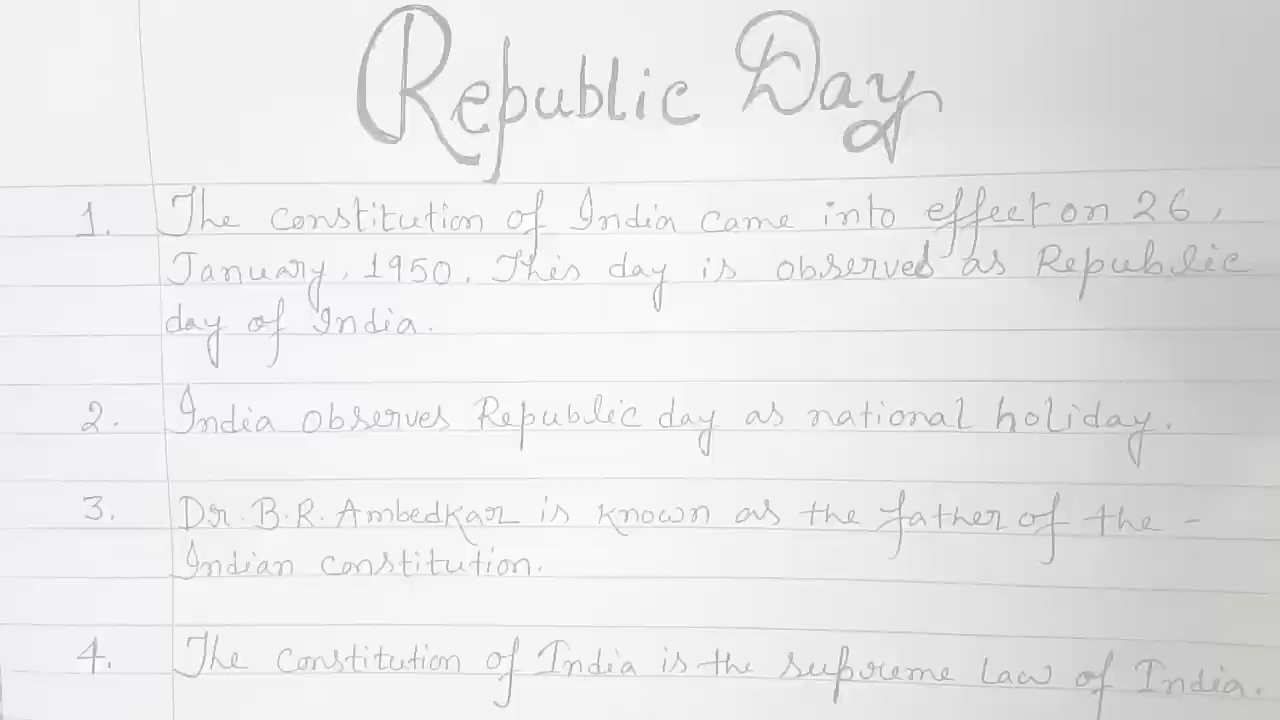 Republic Day
1. The constitution of India came into effect on 26,
January, 1950. This day is observed as Republic
day of India.
2. India observes Republic day as national holiday.
3. Dr. B.R. Ambedkar is known as the father of the -
Indian constitution.
4. The constitution of India is the supreme law of India.